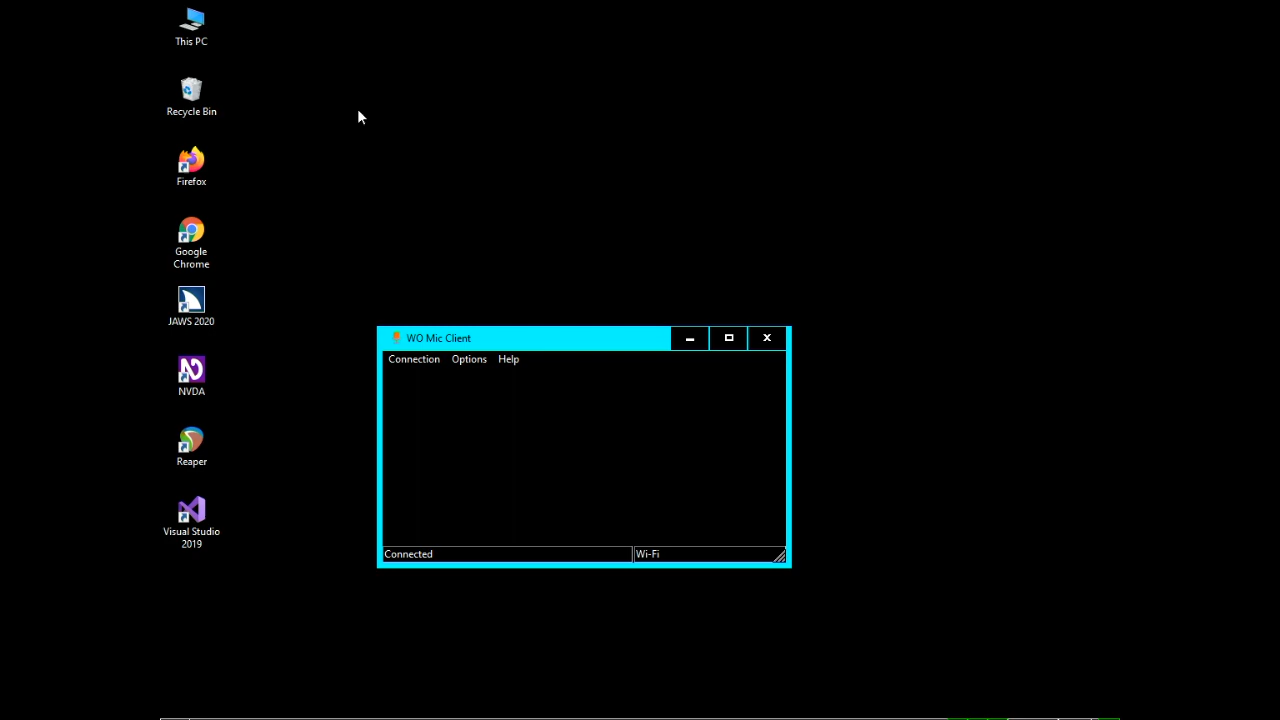 This PC
Recycle Bin
Firefox
Google
Chrome
JAWS 2020
NVDA
Reaper
Visual Studio
2019
WO Mic Client
Connection Options Help
Connected Wi-Fi